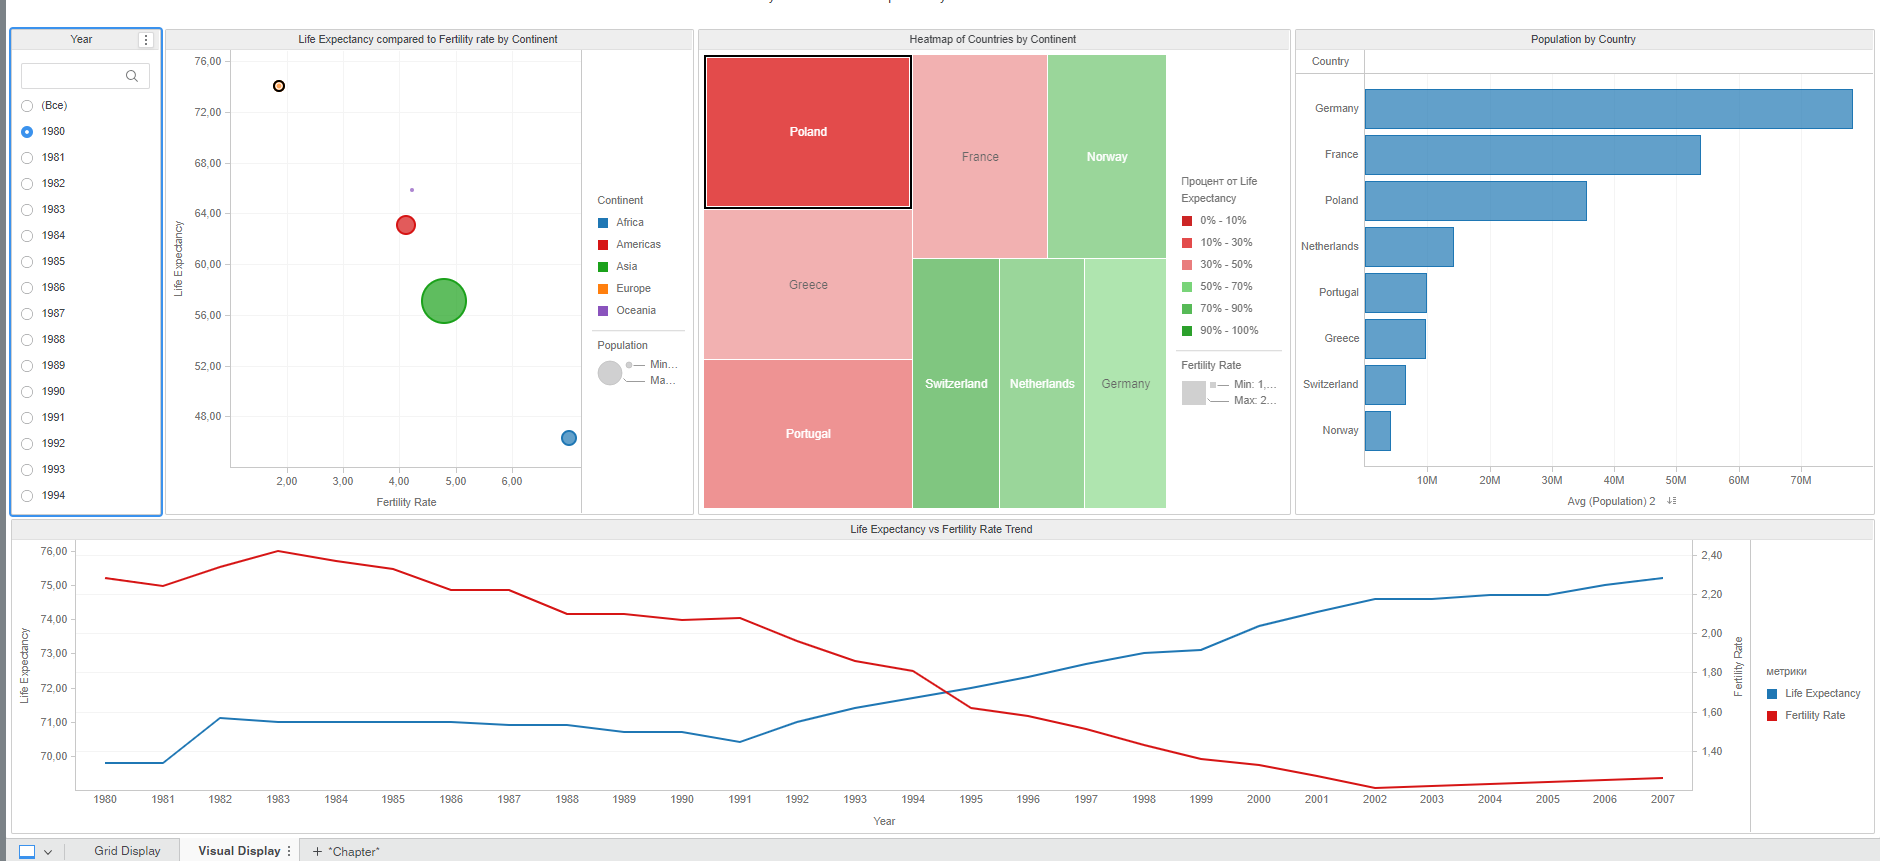 Year
(Все)
1980
1981
1982
1983
1984
1985
1986
1987
1988
1989
1990
1991
1992
1993
1994
Life Expectancy compared to Fertility rate by Continent
76,00
72,00
68,00
64,00
60,00
56,00
52,00
48,00
Life Expectancy
2,00 3,00 4,00 5,00 6,00
Fertility Rate
Continent
Africa
Americas
Asia
Europe
Oceania
Population
Min...
Ma...
Heatmap of Countries by Continent
Poland
France
Norway
Greece
Portugal
Switzerland
Netherlands
Germany
Процент от Life
Expectancy
0% - 10%
10% - 30%
30% - 50%
50% - 70%
70% - 90%
90% - 100%
Fertility Rate
Min: 1,...
Max: 2...
Population by Country
Country
Germany
France
Poland
Netherlands
Portugal
Greece
Switzerland
Norway
10M 20M 30M 40M 50M 60M 70M
Avg (Population) 2
Life Expectancy vs Fertility Rate Trend
76,00
75,00
74,00
73,00
72,00
71,00
70,00
Life Expectancy
2,40
2,20
2,00
1,80
1,60
1,40
Fertility Rate
1980 1981 1982 1983 1984 1985 1986 1987 1988 1989 1990 1991 1992 1993 1994 1995 1996 1997 1998 1999 2000 2001 2002 2003 2004 2005 2006 2007
Year
метрики
Life Expectancy
Fertility Rate
Grid Display
Visual Display
+ *Chapter*